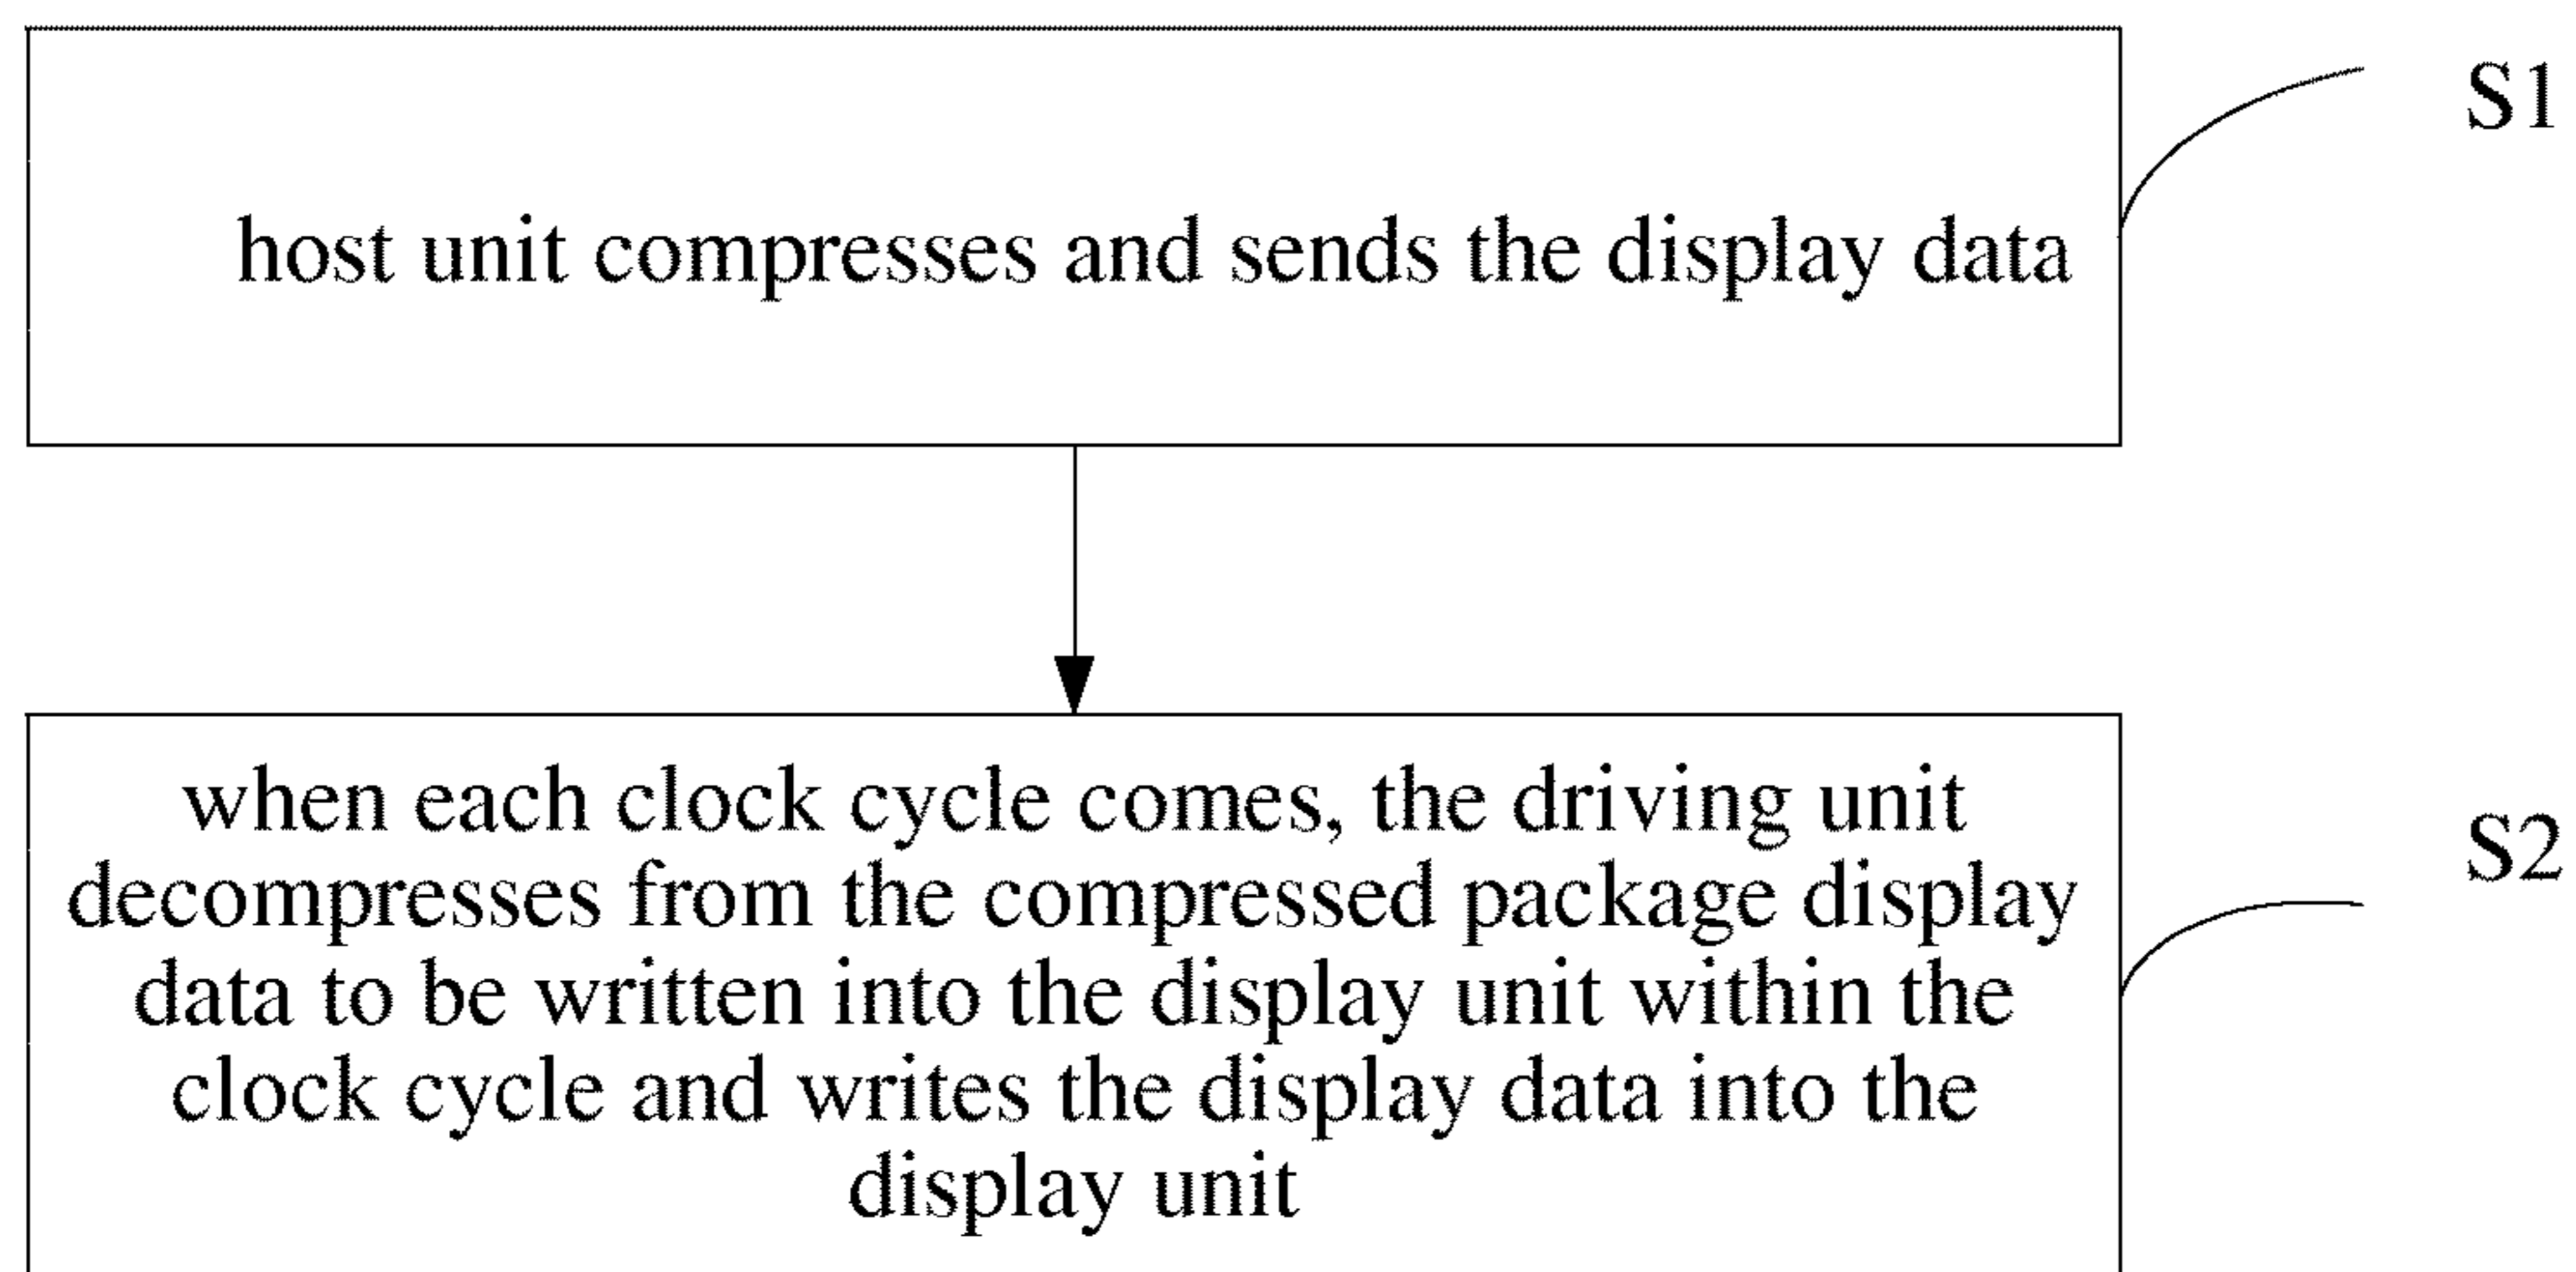 S1
host unit compresses and sends the display data
when each clock cycle comes, the driving unit
decompresses from the compressed package display
data to be written into the display unit within the
clock cycle and writes the display data into the
display unit
S2